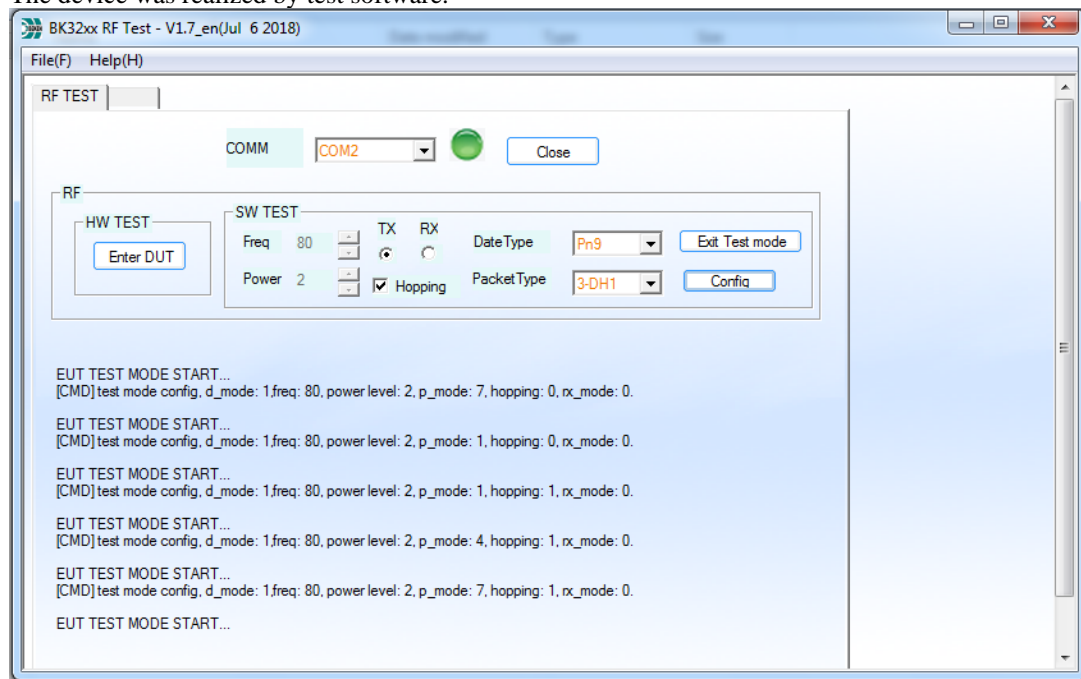 The device was realized by test software.
BK32xx RF Test - V1.7_en(Jul 6 2018)
File(F) Help(H)
RF TEST
COMM COM2 Close
RF
HW TEST
Enter DUT
SW TEST
Freq 80 TX RX DateType Pn9 Exit Test mode
Power 2 Hopping PacketType 3-DH1 Config
EUT TEST MODE START...
[CMD] test mode config, d_mode: 1,freq: 80, power level: 2, p_mode: 7, hopping: 0, rx_mode: 0.
EUT TEST MODE START...
[CMD] test mode config, d_mode: 1,freq: 80, power level: 2, p_mode: 1, hopping: 0, rx_mode: 0.
EUT TEST MODE START...
[CMD] test mode config, d_mode: 1,freq: 80, power level: 2, p_mode: 1, hopping: 1, rx_mode: 0.
EUT TEST MODE START...
[CMD] test mode config, d_mode: 1,freq: 80, power level: 2, p_mode: 4, hopping: 1, rx_mode: 0.
EUT TEST MODE START...
[CMD] test mode config, d_mode: 1,freq: 80, power level: 2, p_mode: 7, hopping: 1, rx_mode: 0.
EUT TEST MODE START...